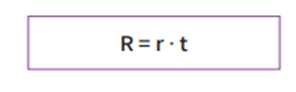 R = r · t